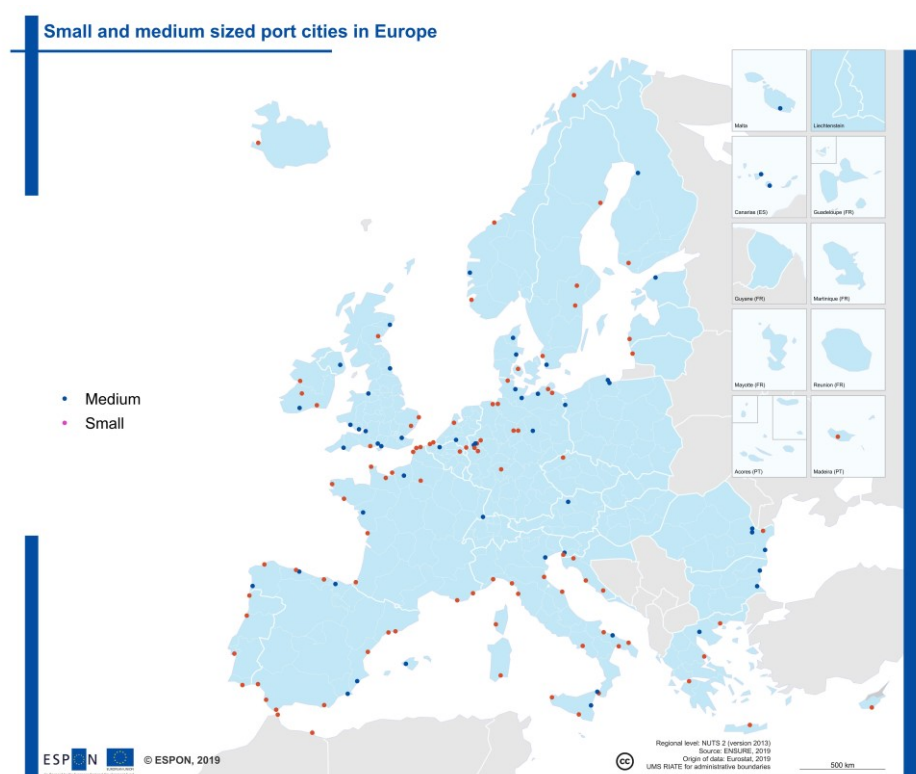 Small and medium sized port cities in Europe
Malta
Liechtenstein
Canarias (ES)
Guadeloupe (FR)
Guyane (FR)
Martinique (FR)
Mayotte (FR)
Reunion (FR)
Acores (PT)
Madeira (PT)
Medium
Small
ESPON
© ESPON, 2019
cc
Regional level: NUTS 2 (version 2013)
Source: ENSURE, 2019
Origin of data: Eurostat, 2019
UMS RIATE for administrative boundaries
500 km